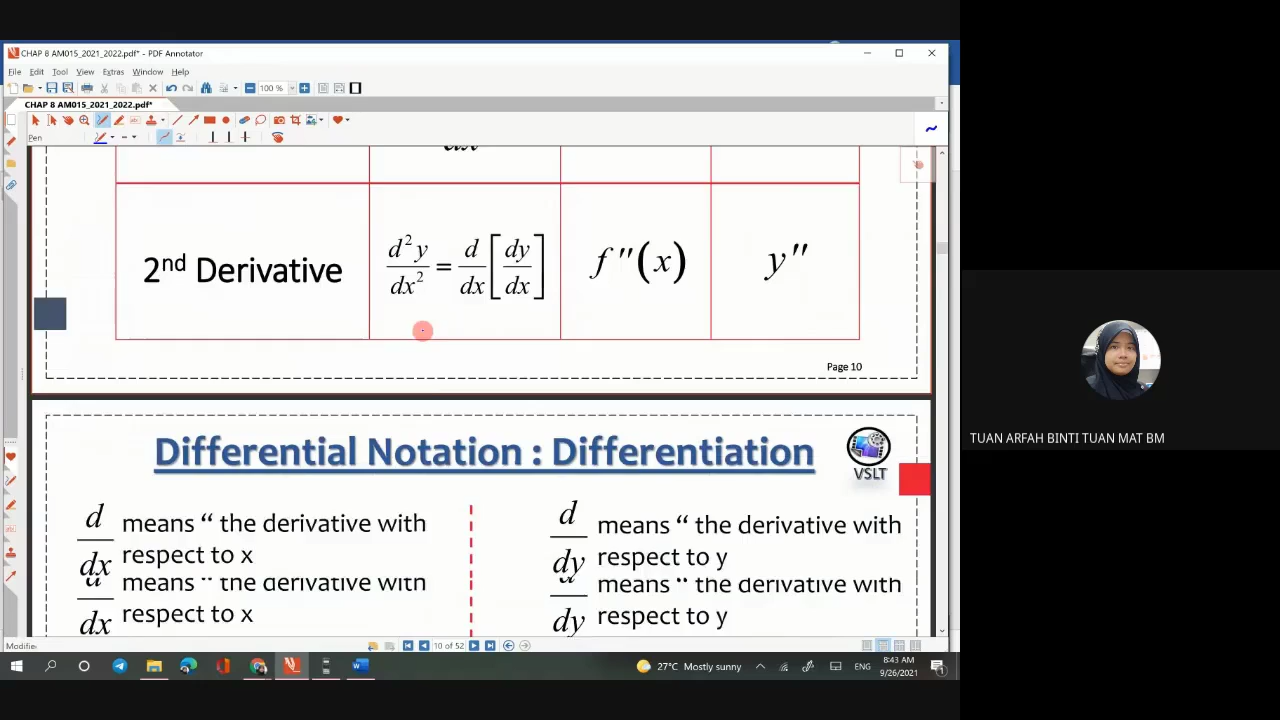 CHAP 8 AM015_2021_2022.pdf* - PDF Annotator
File Edit Tool View Extras Window Help
100 %
CHAP 8 AM015_2021_2022.pdf*
Pen
dx
2nd Derivative
d²y/dx² = d/dx [dy/dx]
f ''(x)
y''
Page 10
Differential Notation : Differentiation
VSLT
d/dx means “ the derivative with
respect to x
d/dy means “ the derivative with
respect to y
d/dx means “ the derivative with
respect to x
d/dy means “ the derivative with
respect to y
TUAN ARFAH BINTI TUAN MAT BM
10 of 52
27°C Mostly sunny
ENG
8:43 AM
9/26/2021
1